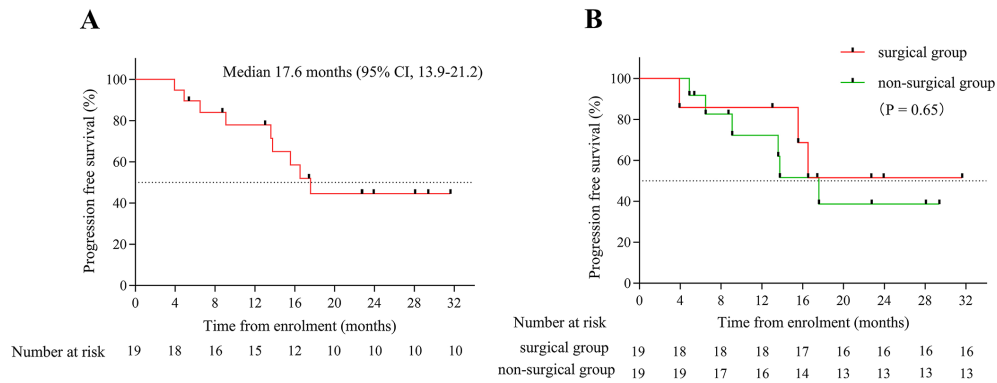 A
Median 17.6 months (95% CI, 13.9-21.2)
Progression free survival (%)
100
80
60
40
20
0
0 4 8 12 16 20 24 28 32
Time from enrolment (months)
Number at risk 19 18 16 15 12 10 10 10 10
B
surgical group
non-surgical group
(P = 0.65)
Progression free survival (%)
100
80
60
40
20
0
0 4 8 12 16 20 24 28 32
Time from enrolment (months)
Number at risk
surgical group 19 18 18 18 17 16 16 16 16
non-surgical group 19 19 17 16 14 13 13 13 13